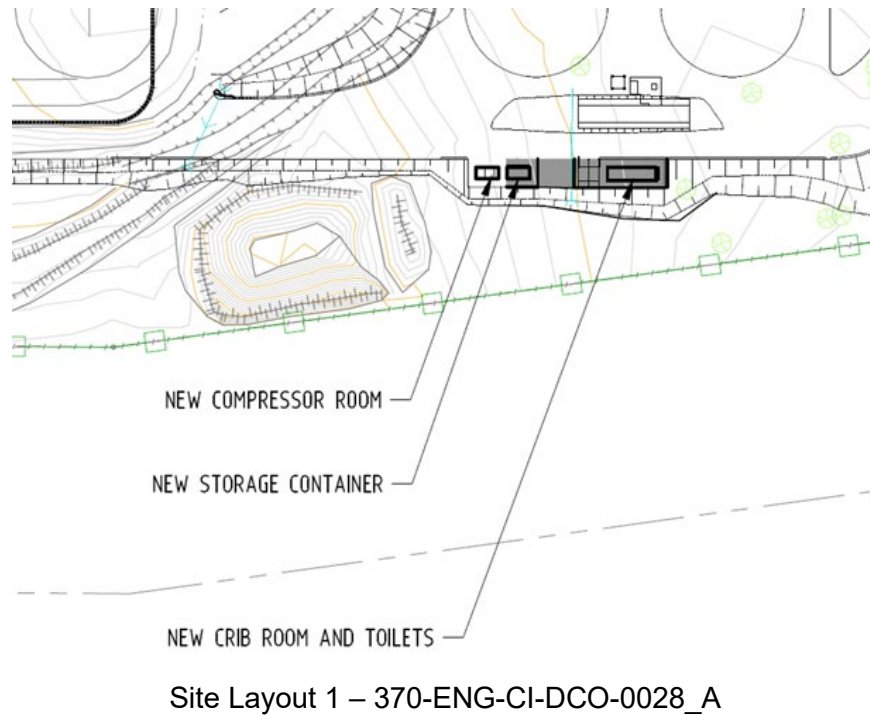 NEW COMPRESSOR ROOM
NEW STORAGE CONTAINER
NEW CRIB ROOM AND TOILETS
Site Layout 1 – 370-ENG-CI-DCO-0028_A